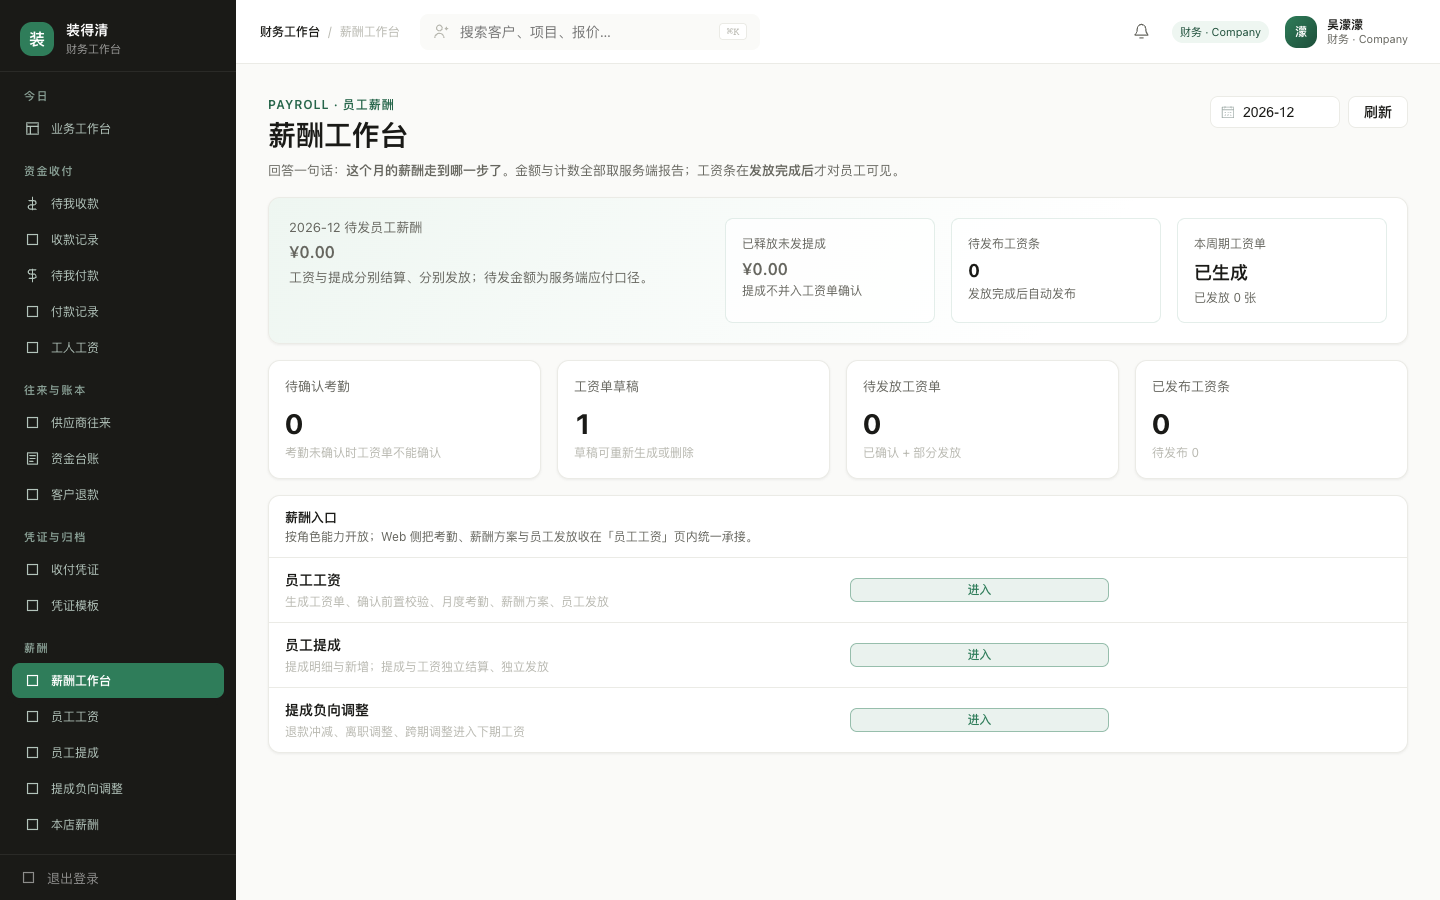 装
装得清
财务工作台
今日
业务工作台
资金收付
待我收款
收款记录
待我付款
付款记录
工人工资
往来与账本
供应商往来
资金台账
客户退款
凭证与归档
收付凭证
凭证模板
薪酬
薪酬工作台
员工工资
员工提成
提成负向调整
本店薪酬
退出登录
财务工作台 / 薪酬工作台
搜索客户、项目、报价...
⌘K
财务 · Company
濛
吴濛濛
财务 · Company
PAYROLL · 员工薪酬
薪酬工作台
回答一句话：这个月的薪酬走到哪一步了。金额与计数全部取服务端报告；工资条在发放完成后才对员工可见。
2026-12
刷新
2026-12 待发员工薪酬
¥0.00
工资与提成分别结算、分别发放；待发金额为服务端应付口径。
已释放未发提成
¥0.00
提成不并入工资单确认
待发布工资条
0
发放完成后自动发布
本周期工资单
已生成
已发放 0 张
待确认考勤
0
考勤未确认时工资单不能确认
工资单草稿
1
草稿可重新生成或删除
待发放工资单
0
已确认 + 部分发放
已发布工资条
0
待发布 0
薪酬入口
按角色能力开放；Web 侧把考勤、薪酬方案与员工发放收在「员工工资」页内统一承接。
员工工资
生成工资单、确认前置校验、月度考勤、薪酬方案、员工发放
进入
员工提成
提成明细与新增；提成与工资独立结算、独立发放
进入
提成负向调整
退款冲减、离职调整、跨期调整进入下期工资
进入